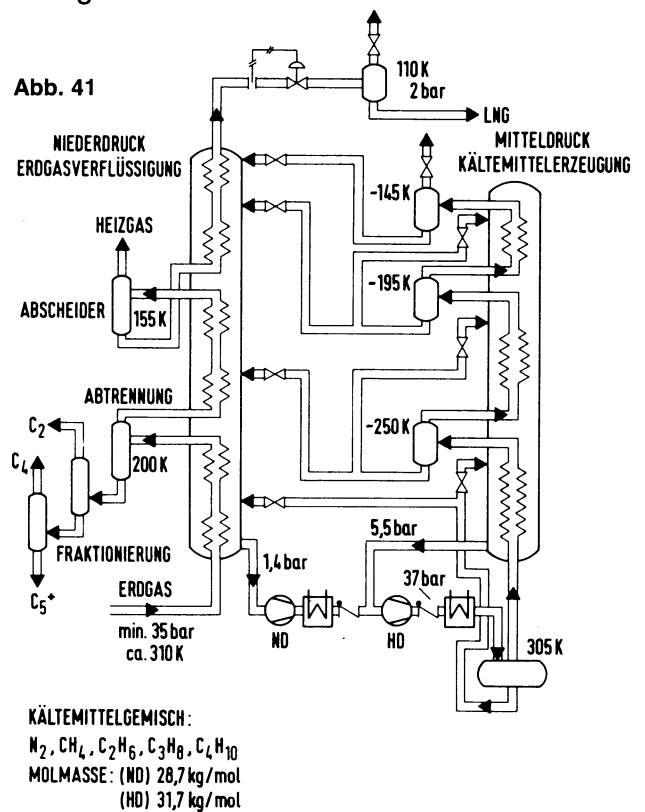 Abb. 41
110 K
2 bar
LNG
NIEDERDRUCK
ERDGASVERFLÜSSIGUNG
MITTELDRUCK
KÄLTEMITTELERZEUGUNG
HEIZGAS
~145 K
ABSCHEIDER
155 K
~195 K
ABTRENNUNG
C2
C4
200 K
~250 K
FRAKTIONIERUNG
C5+
1,4 bar
5,5 bar
ERDGAS
min. 35 bar
ca. 310 K
37 bar
ND
HD
305 K
KÄLTEMITTELGEMISCH:
N2, CH4, C2H6, C3H8, C4H10
MOLMASSE: (ND) 28,7 kg/mol
(HD) 31,7 kg/mol